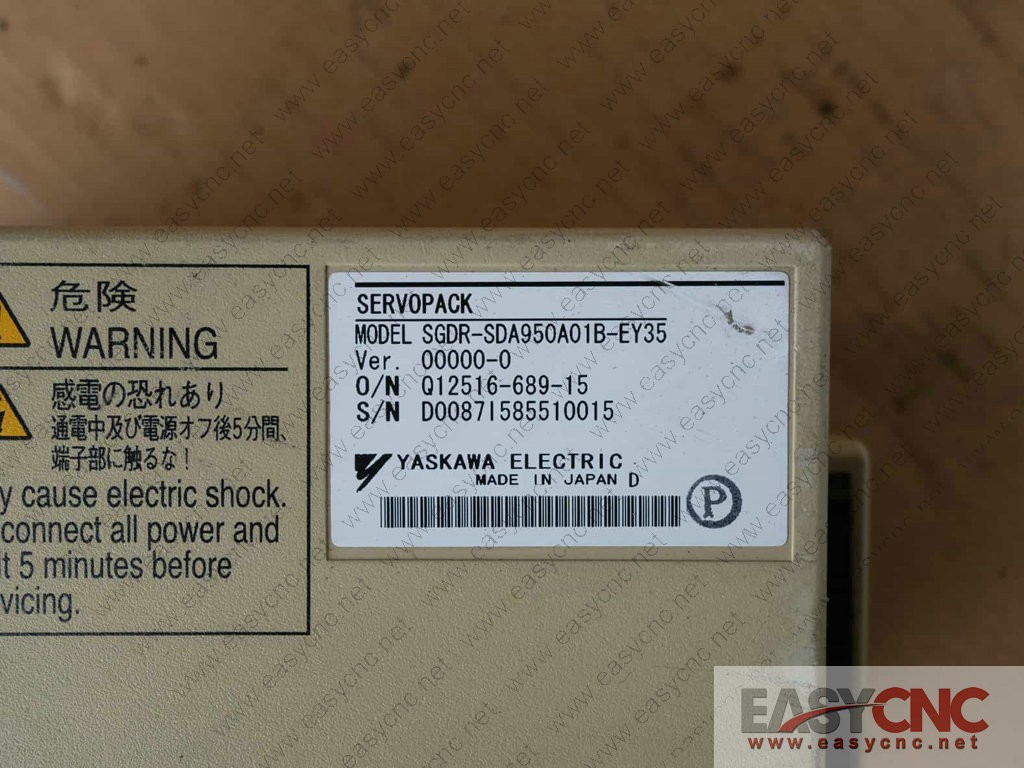 危険
WARNING
感電の恐れあり
通電中及び電源オフ後5分間、
端子部に触るな!
y cause electric shock.
connect all power and
it 5 minutes before
vicing.
SERVOPACK
MODEL SGDR-SDA950A01B-EY35
Ver. 00000-0
O/N Q12516-689-15
S/N D0087I585510015
YASKAWA ELECTRIC
MADE IN JAPAN D
P
EASYCNC
www.easycnc.net